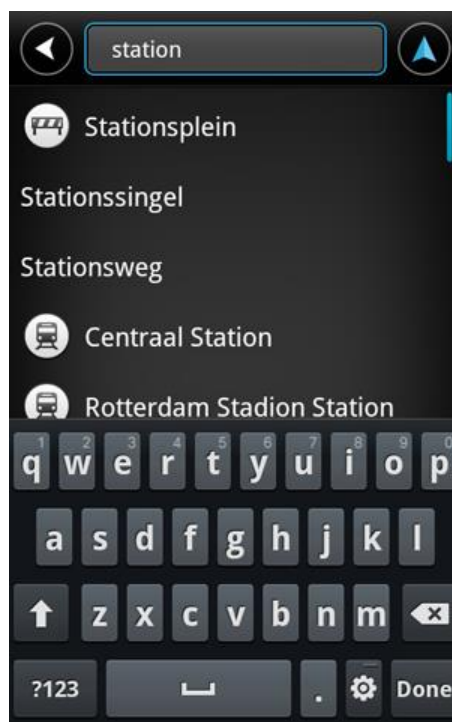 station
Stationsplein
Stationssingel
Stationsweg
Centraal Station
Rotterdam Stadion Station
1 2 3 4 5 6 7 8 9 0
q w e r t y u i o p
a s d f g h j k l
z x c v b n m
?123 . Done